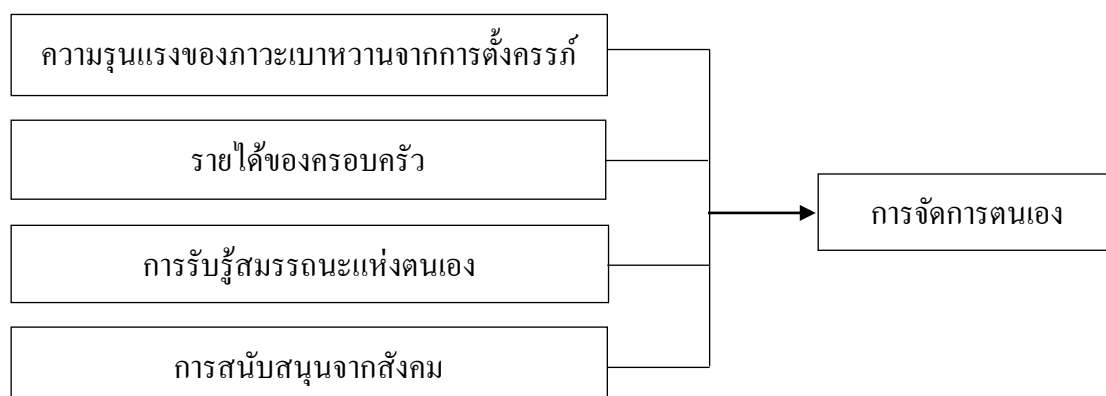 ความรุนแรงของภาวะเบาหวานจากการตั้งครรภ์
รายได้ของครอบครัว
การจัดการตนเอง
การรับรู้สมรรถนะแห่งตนเอง
การสนับสนุนจากสังคม